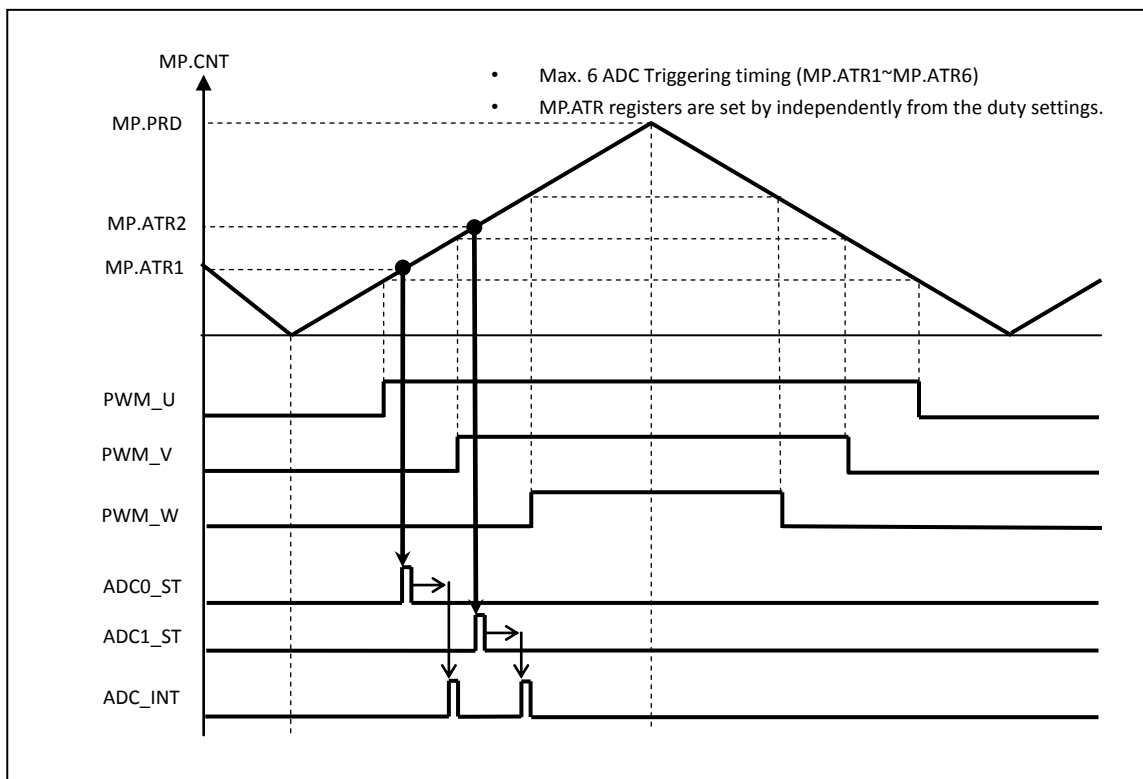 MP.CNT
• Max. 6 ADC Triggering timing (MP.ATR1~MP.ATR6)
• MP.ATR registers are set by independently from the duty settings.
MP.PRD
MP.ATR2
MP.ATR1
PWM_U
PWM_V
PWM_W
ADC0_ST
ADC1_ST
ADC_INT